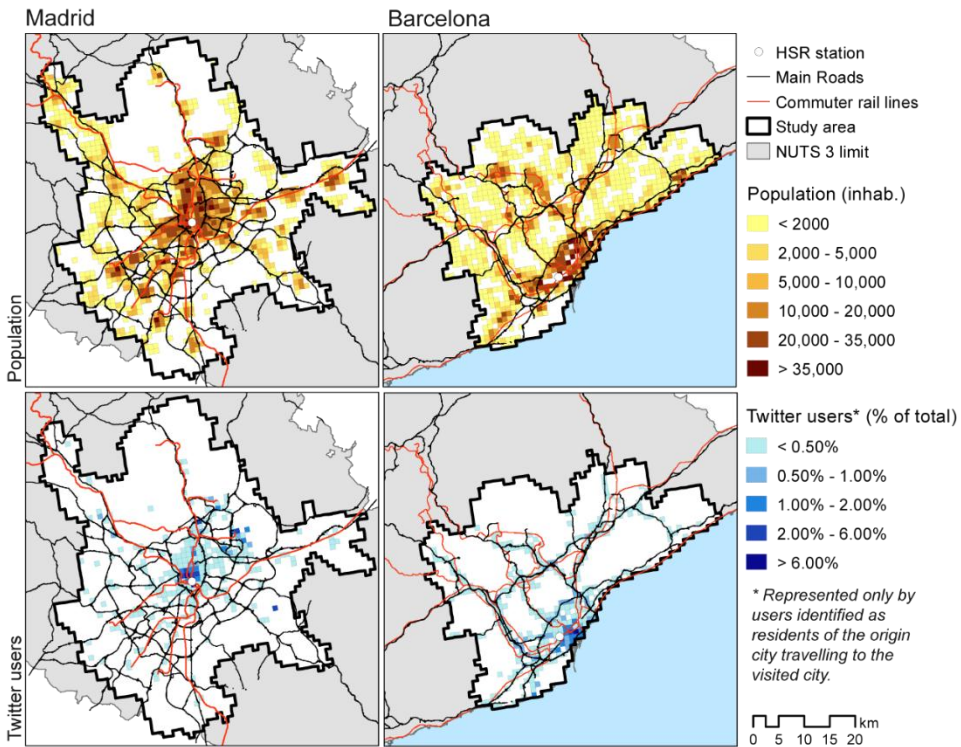 Madrid
Barcelona
Population
Twitter users
HSR station
Main Roads
Commuter rail lines
Study area
NUTS 3 limit
Population (inhab.)
< 2000
2,000 - 5,000
5,000 - 10,000
10,000 - 20,000
20,000 - 35,000
> 35,000
Twitter users* (% of total)
< 0.50%
0.50% - 1.00%
1.00% - 2.00%
2.00% - 6.00%
> 6.00%
* Represented only by
users identified as
residents of the origin
city travelling to the
visited city.
km
0 5 10 15 20